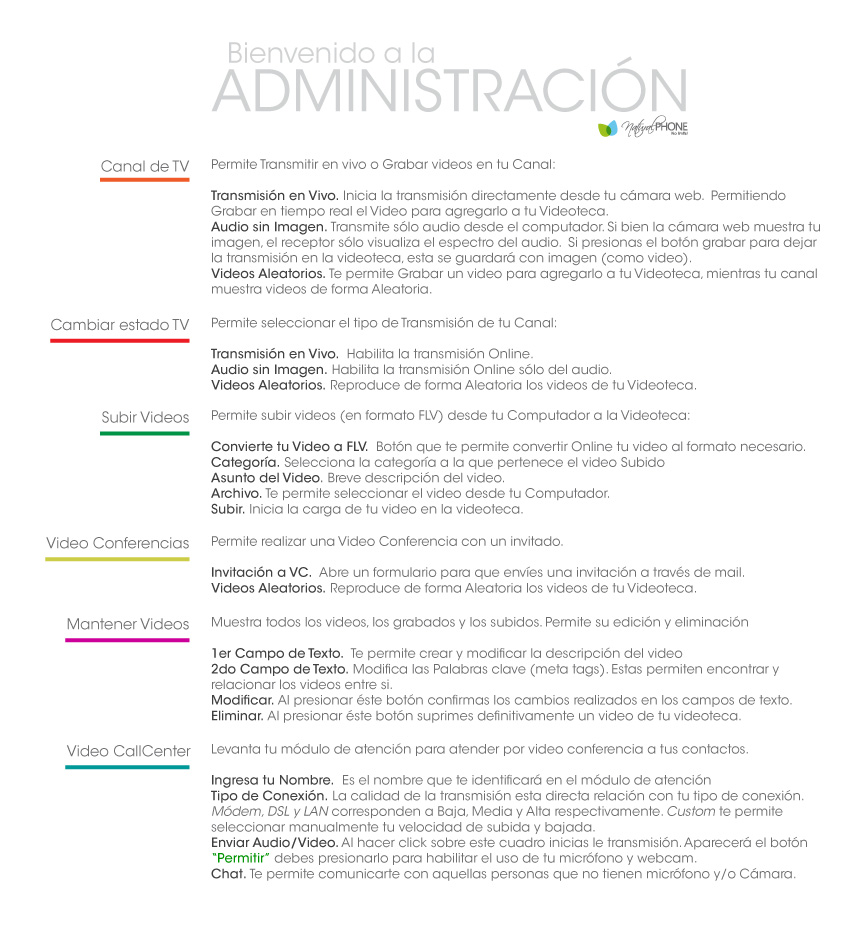 Bienvenido a la
ADMINISTRACIÓN
Natural PHONE
No limits!
Canal de TV
Permite Transmitir en vivo o Grabar videos en tu Canal:
Transmisión en Vivo. Inicia la transmisión directamente desde tu cámara web. Permitiendo
Grabar en tiempo real el Video para agregarlo a tu Videoteca.
Audio sin Imagen. Transmite sólo audio desde el computador. Si bien la cámara web muestra tu
imagen, el receptor sólo visualiza el espectro del audio. Si presionas el botón grabar para dejar
la transmisión en la videoteca, esta se guardará con imagen (como video).
Videos Aleatorios. Te permite Grabar un video para agregarlo a tu Videoteca, mientras tu canal
muestra videos de forma Aleatoria.
Cambiar estado TV
Permite seleccionar el tipo de Transmisión de tu Canal:
Transmisión en Vivo. Habilita la transmisión Online.
Audio sin Imagen. Habilita la transmisión Online sólo del audio.
Videos Aleatorios. Reproduce de forma Aleatoria los videos de tu Videoteca.
Subir Videos
Permite subir videos (en formato FLV) desde tu Computador a la Videoteca:
Convierte tu Video a FLV. Botón que te permite convertir Online tu video al formato necesario.
Categoría. Selecciona la categoría a la que pertenece el video Subido
Asunto del Video. Breve descripción del video.
Archivo. Te permite seleccionar el video desde tu Computador.
Subir. Inicia la carga de tu video en la videoteca.
Video Conferencias
Permite realizar una Video Conferencia con un invitado.
Invitación a VC. Abre un formulario para que envíes una invitación a través de mail.
Videos Aleatorios. Reproduce de forma Aleatoria los videos de tu Videoteca.
Mantener Videos
Muestra todos los videos, los grabados y los subidos. Permite su edición y eliminación
1er Campo de Texto. Te permite crear y modificar la descripción del video
2do Campo de Texto. Modifica las Palabras clave (meta tags). Estas permiten encontrar y
relacionar los videos entre si.
Modificar. Al presionar éste botón confirmas los cambios realizados en los campos de texto.
Eliminar. Al presionar éste botón suprimes definitivamente un video de tu videoteca.
Video CallCenter
Levanta tu módulo de atención para atender por video conferencia a tus contactos.
Ingresa tu Nombre. Es el nombre que te identificará en el módulo de atención
Tipo de Conexión. La calidad de la transmisión esta directa relación con tu tipo de conexión.
Módem, DSL y LAN corresponden a Baja, Media y Alta respectivamente. Custom te permite
seleccionar manualmente tu velocidad de subida y bajada.
Enviar Audio/Video. Al hacer click sobre este cuadro inicias le transmisión. Aparecerá el botón
"Permitir" debes presionarlo para habilitar el uso de tu micrófono y webcam.
Chat. Te permite comunicarte con aquellas personas que no tienen micrófono y/o Cámara.